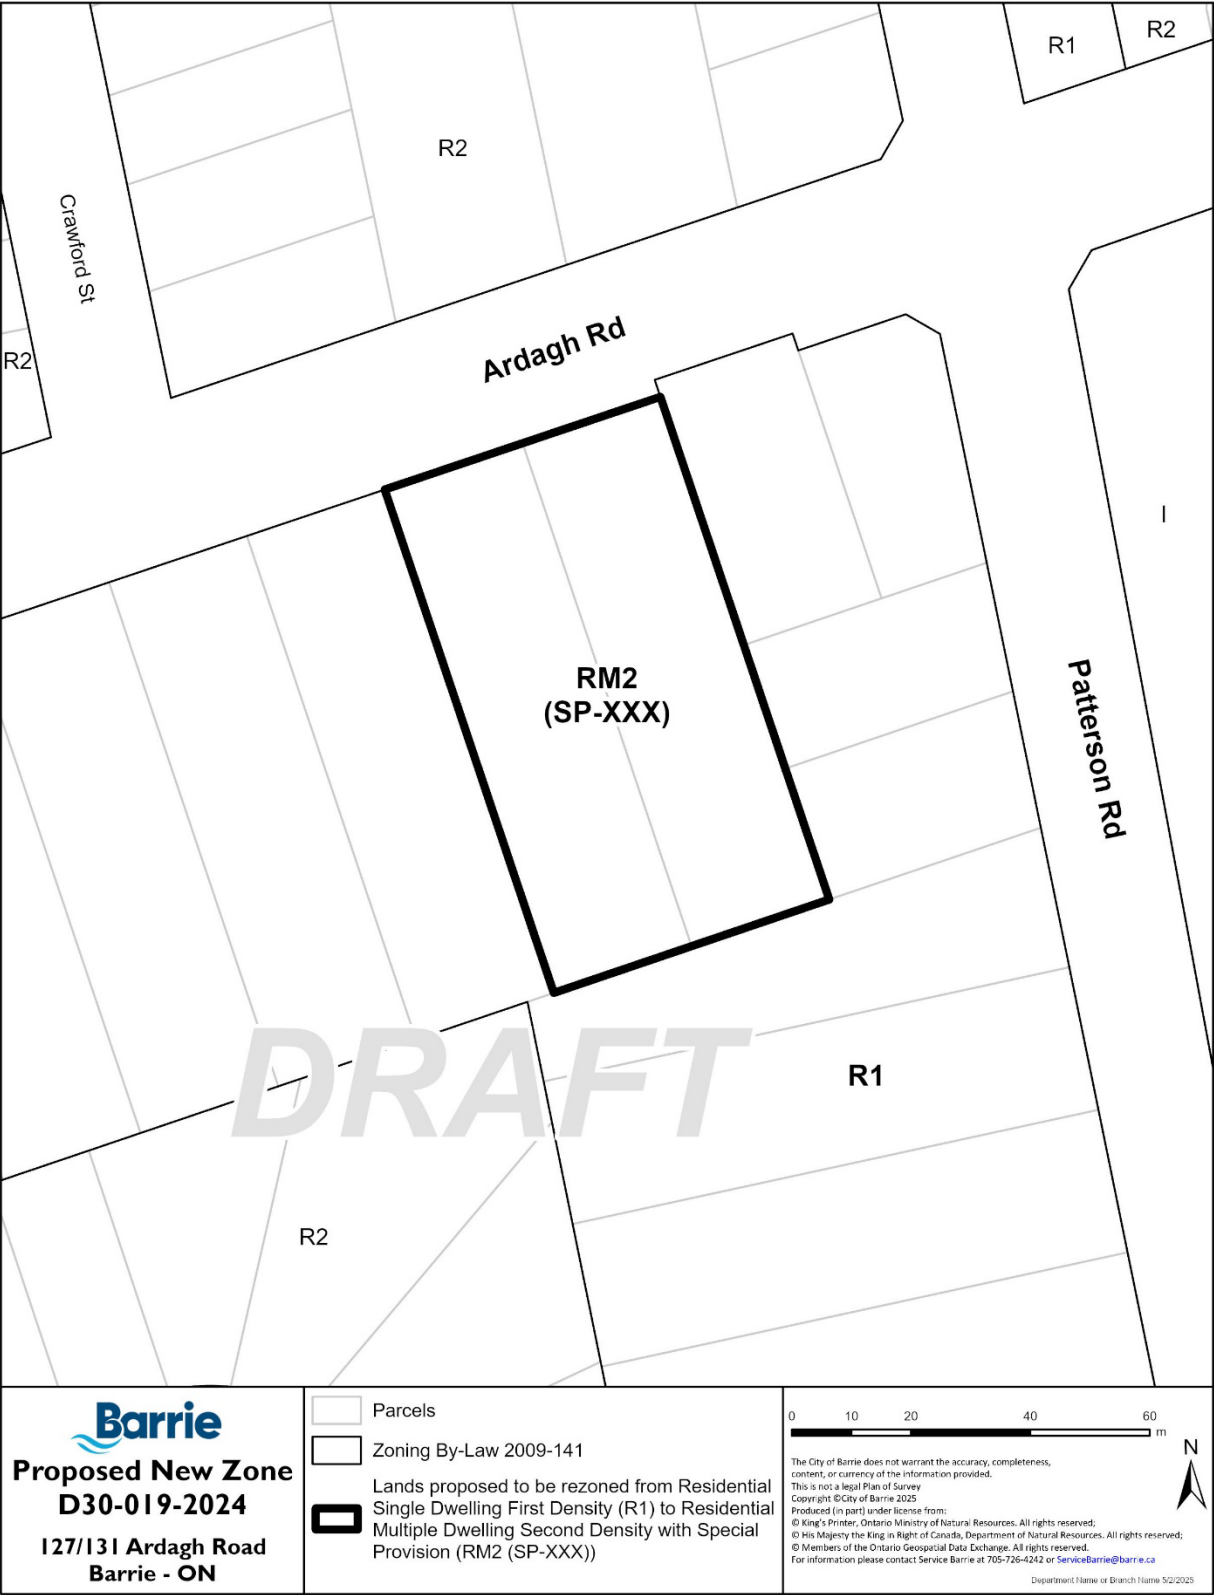 R1
R2
R2
Crawford St
R2
Ardagh Rd
I
RM2
(SP-XXX)
Patterson Rd
DRAFT
R1
R2
Barrie
Proposed New Zone
D30-019-2024
127/131 Ardagh Road
Barrie - ON
Parcels
Zoning By-Law 2009-141
Lands proposed to be rezoned from Residential
Single Dwelling First Density (R1) to Residential
Multiple Dwelling Second Density with Special
Provision (RM2 (SP-XXX))
0 10 20 40 60
m
N
The City of Barrie does not warrant the accuracy, completeness,
content, or currency of the information provided.
This is not a legal Plan of Survey
Copyright ©City of Barrie 2025
Produced (in part) under license from:
© King's Printer, Ontario Ministry of Natural Resources. All rights reserved;
© His Majesty the King in Right of Canada, Department of Natural Resources. All rights reserved;
© Members of the Ontario Geospatial Data Exchange. All rights reserved.
For information please contact Service Barrie at 705-726-4242 or ServiceBarrie@barrie.ca
Department Name or Branch Name 5/2/2025